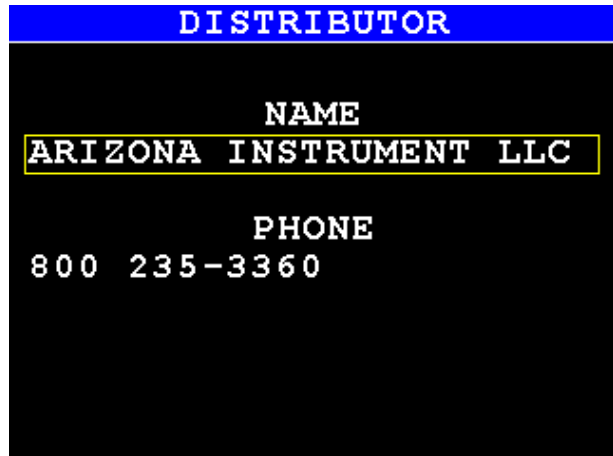 DISTRIBUTOR
NAME
ARIZONA INSTRUMENT LLC
PHONE
800 235-3360